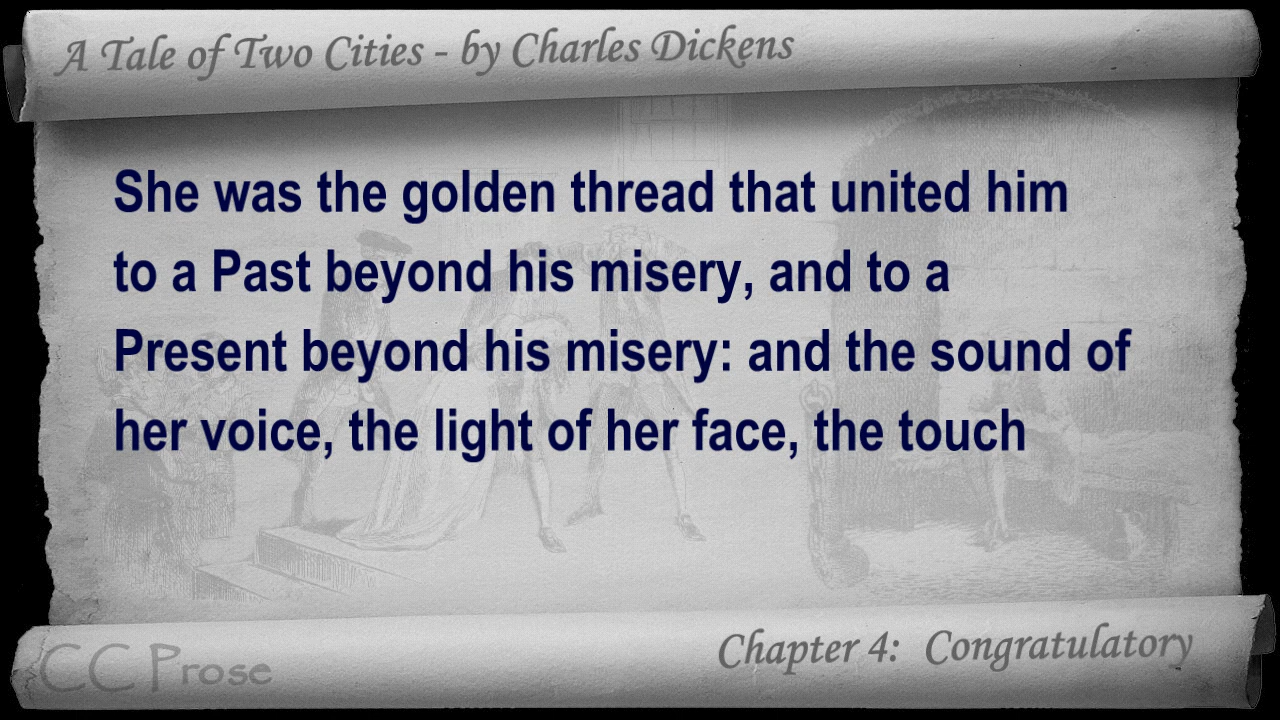 A Tale of Two Cities - by Charles Dickens
She was the golden thread that united him
to a Past beyond his misery, and to a
Present beyond his misery: and the sound of
her voice, the light of her face, the touch
Chapter 4: Congratulatory
CC Prose